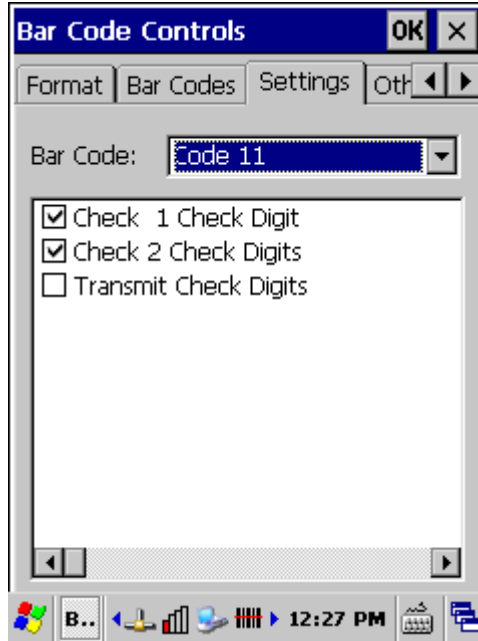 Bar Code Controls OK ×
Format Bar Codes Settings Oth
Bar Code: Code 11
Check 1 Check Digit
Check 2 Check Digits
Transmit Check Digits
B.. 12:27 PM